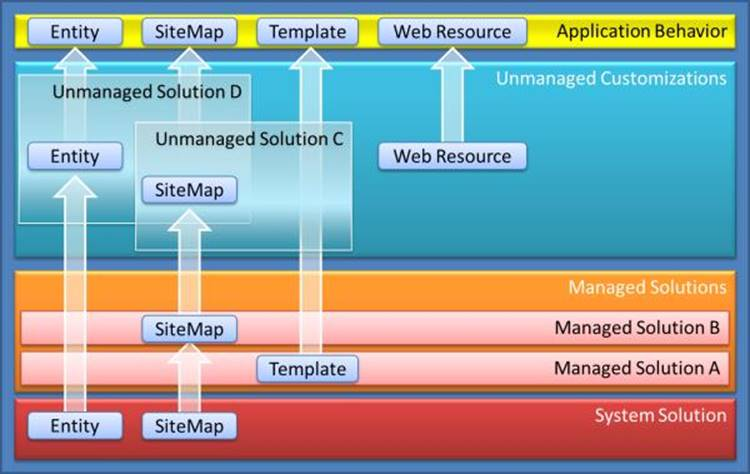 Entity SiteMap Template Web Resource Application Behavior
Unmanaged Customizations
Unmanaged Solution D
Unmanaged Solution C
Entity Web Resource
SiteMap
Managed Solutions
SiteMap Managed Solution B
Template Managed Solution A
Entity SiteMap System Solution